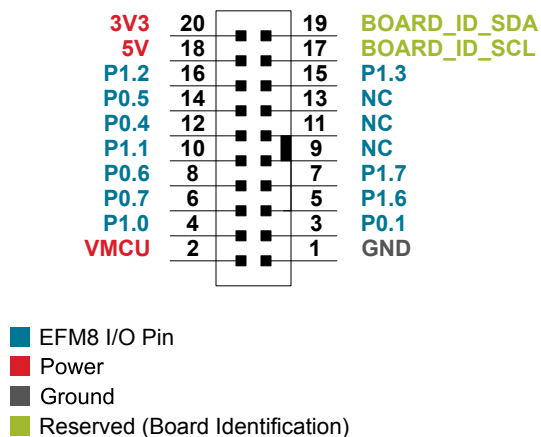 3V3 20 19 BOARD_ID_SDA
5V 18 17 BOARD_ID_SCL
P1.2 16 15 P1.3
P0.5 14 13 NC
P0.4 12 11 NC
P1.1 10 9 NC
P0.6 8 7 P1.7
P0.7 6 5 P1.6
P1.0 4 3 P0.1
VMCU 2 1 GND
EFM8 I/O Pin
Power
Ground
Reserved (Board Identification)